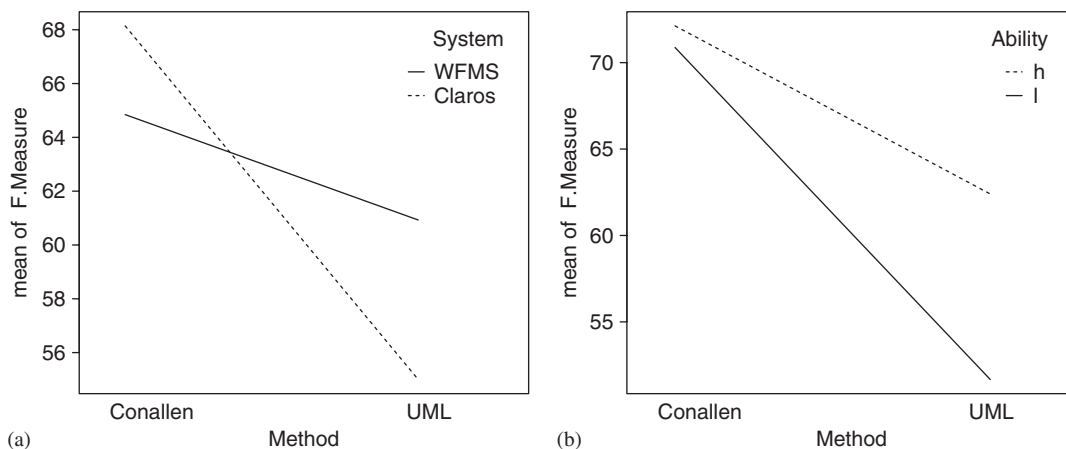 68
66
64
62
60
58
56
mean of F.Measure
System
WFMS
Claros
Conallen
UML
Method
(a)
70
65
60
55
mean of F.Measure
Ability
h
l
Conallen
UML
Method
(b)